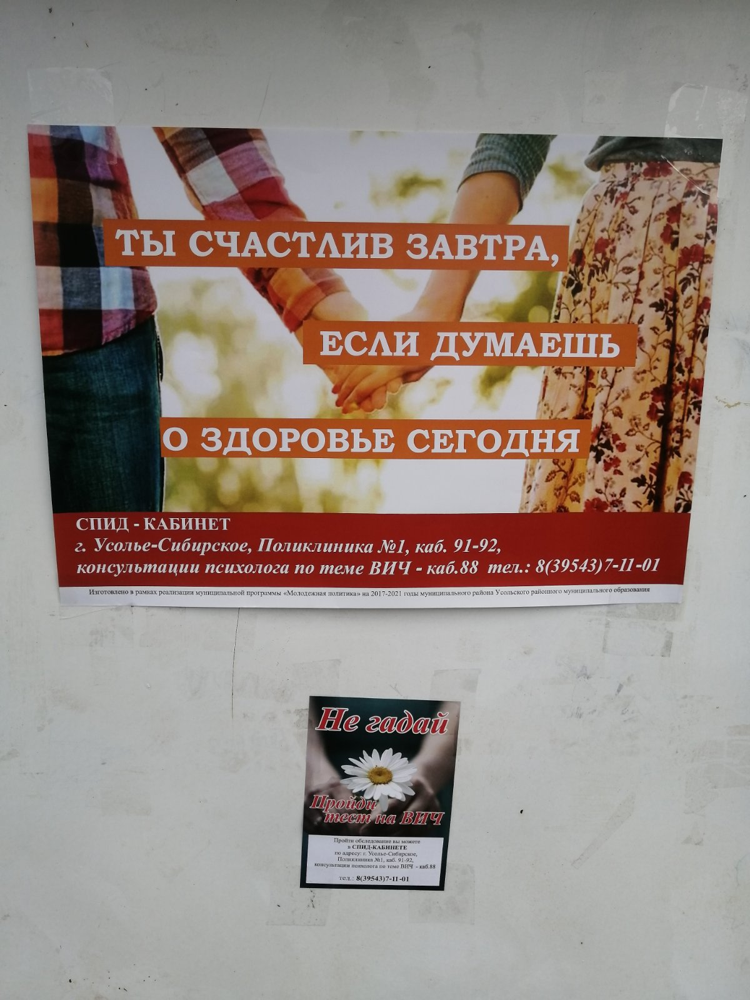 ТЫ СЧАСТЛИВ ЗАВТРА,
ЕСЛИ ДУМАЕШЬ
О ЗДОРОВЬЕ СЕГОДНЯ
СПИД - КАБИНЕТ
г. Усолье-Сибирское, Поликлиника №1, каб. 91-92,
консультации психолога по теме ВИЧ - каб.88 тел.: 8(39543)7-11-01
Изготовлено в рамках реализации муниципальной программы «Молодежная политика» на 2017-2021 годы муниципального района Усольского районного муниципального образования
Не гадай
Пройди
тест на ВИЧ
Пройти обследование вы можете
в СПИД-КАБИНЕТЕ
по адресу: г. Усолье-Сибирское,
Поликлиника №1, каб. 91-92,
консультации психолога по теме ВИЧ - каб.88
тел.: 8(39543)7-11-01